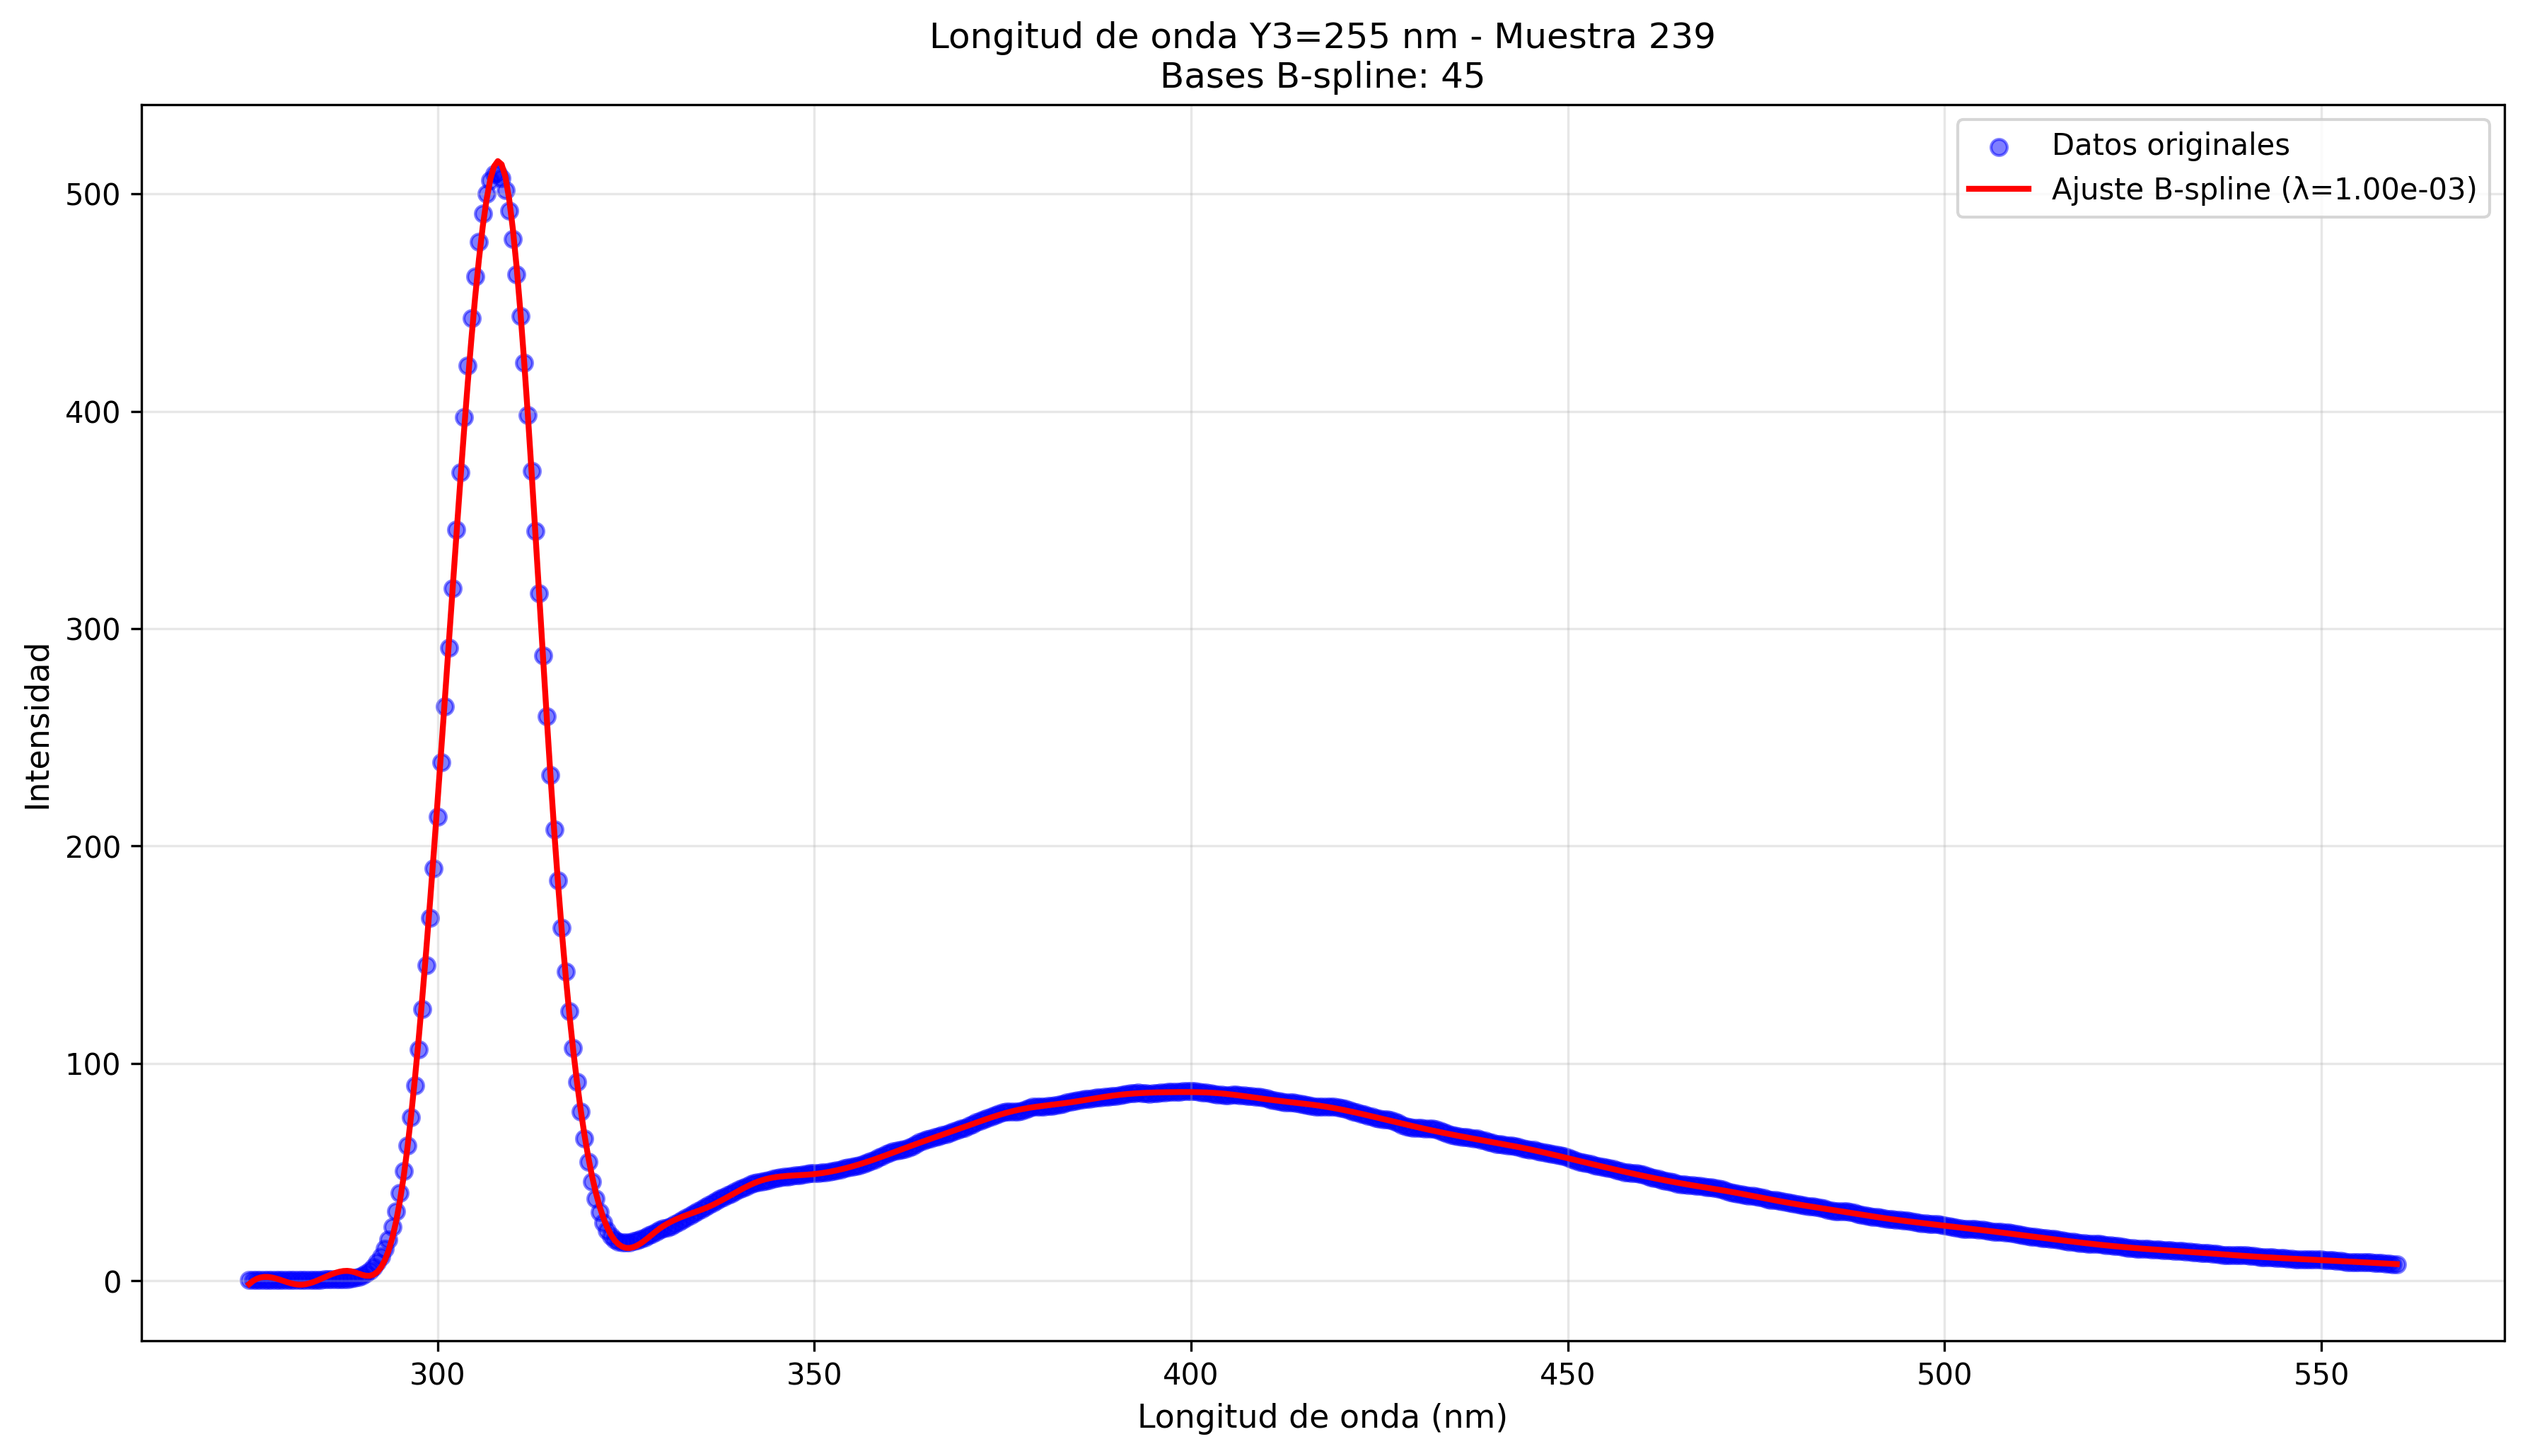 Longitud de onda Y3=255 nm - Muestra 239
Bases B-spline: 45
Datos originales
Ajuste B-spline (λ=1.00e-03)
Intensidad
500
400
300
200
100
0
300 350 400 450 500 550
Longitud de onda (nm)